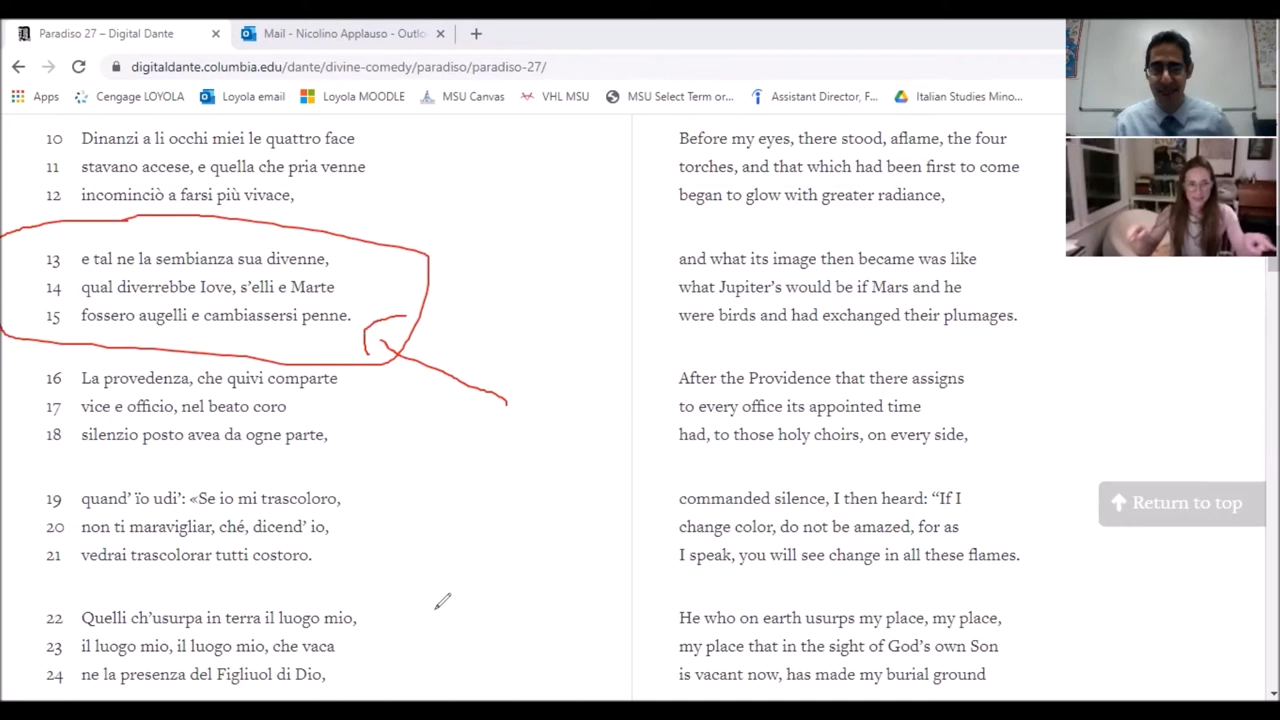 Paradiso 27 – Digital Dante
Mail - Nicolino Applauso - Outlo
digitaldante.columbia.edu/dante/divine-comedy/paradiso/paradiso-27/
Apps
Cengage LOYOLA
Loyola email
Loyola MOODLE
MSU Canvas
VHL MSU
MSU Select Term or...
Assistant Director, F...
Italian Studies Mino...
10 Dinanzi a li occhi miei le quattro face
11 stavano accese, e quella che pria venne
12 incominciò a farsi più vivace,
13 e tal ne la sembianza sua divenne,
14 qual diverrebbe Iove, s’elli e Marte
15 fossero augelli e cambiassersi penne.
16 La provedenza, che quivi comparte
17 vice e officio, nel beato coro
18 silenzio posto avea da ogne parte,
19 quand’ ïo udi’: «Se io mi trascoloro,
20 non ti maravigliar, ché, dicend’ io,
21 vedrai trascolorar tutti costoro.
22 Quelli ch’usurpa in terra il luogo mio,
23 il luogo mio, il luogo mio, che vaca
24 ne la presenza del Figliuol di Dio,
Before my eyes, there stood, aflame, the four
torches, and that which had been first to come
began to glow with greater radiance,
and what its image then became was like
what Jupiter’s would be if Mars and he
were birds and had exchanged their plumages.
After the Providence that there assigns
to every office its appointed time
had, to those holy choirs, on every side,
commanded silence, I then heard: “If I
change color, do not be amazed, for as
I speak, you will see change in all these flames.
He who on earth usurps my place, my place,
my place that in the sight of God’s own Son
is vacant now, has made my burial ground
Return to top